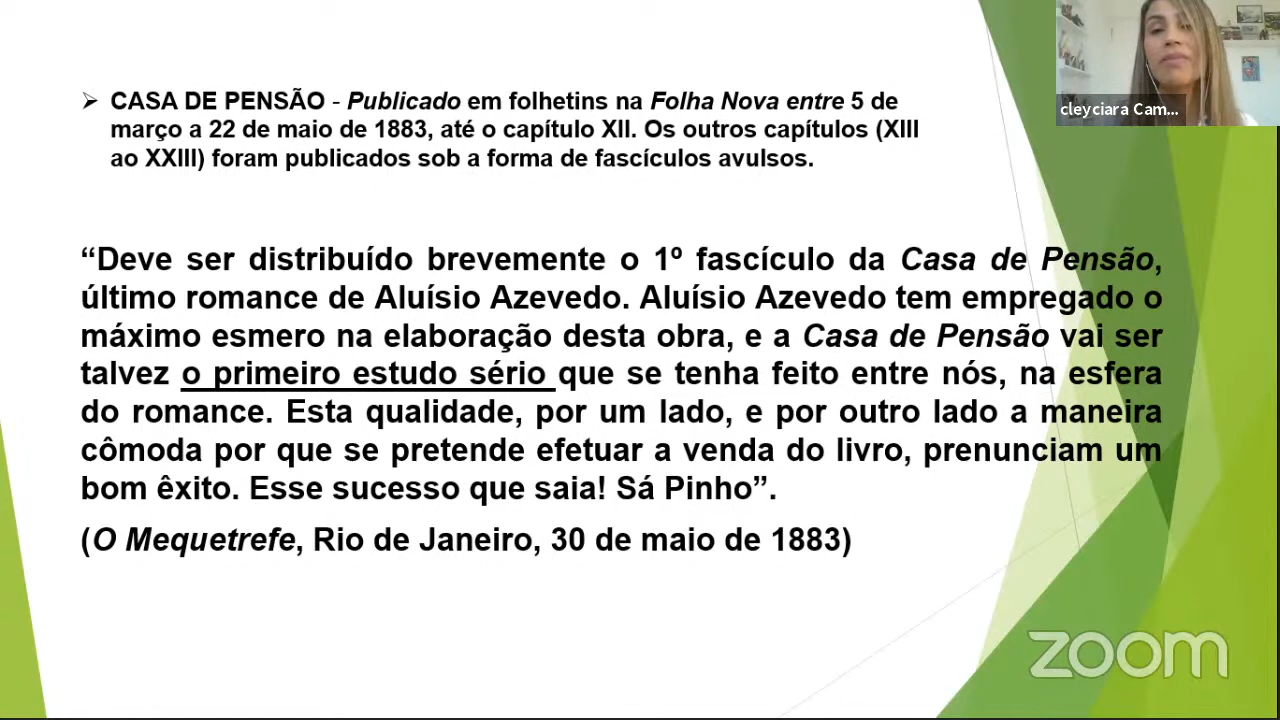 cleyciara Cam...
➢ CASA DE PENSÃO - Publicado em folhetins na Folha Nova entre 5 de
março a 22 de maio de 1883, até o capítulo XII. Os outros capítulos (XIII
ao XXIII) foram publicados sob a forma de fascículos avulsos.
“Deve ser distribuído brevemente o 1º fascículo da Casa de Pensão,
último romance de Aluísio Azevedo. Aluísio Azevedo tem empregado o
máximo esmero na elaboração desta obra, e a Casa de Pensão vai ser
talvez o primeiro estudo sério que se tenha feito entre nós, na esfera
do romance. Esta qualidade, por um lado, e por outro lado a maneira
cômoda por que se pretende efetuar a venda do livro, prenunciam um
bom êxito. Esse sucesso que saia! Sá Pinho”.
(O Mequetrefe, Rio de Janeiro, 30 de maio de 1883)
zoom